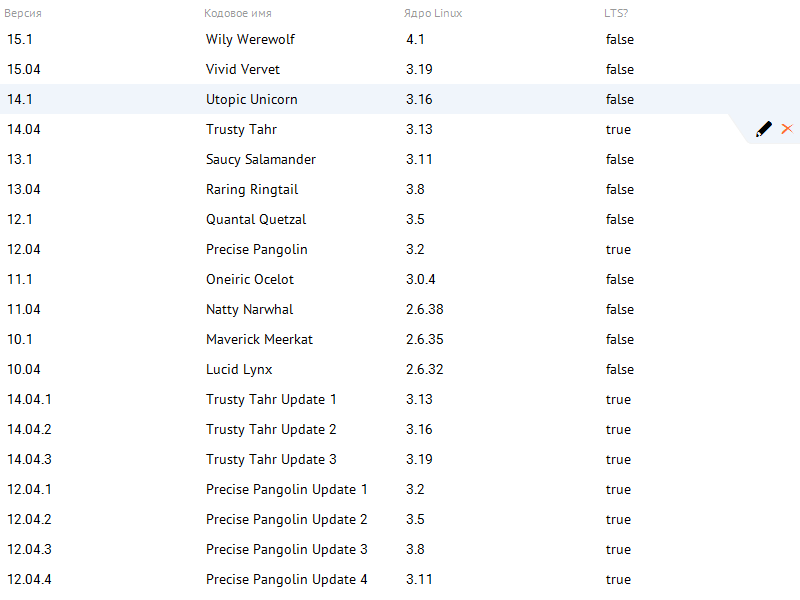 Версия Кодовое имя Ядро Linux LTS?
15.1 Wily Werewolf 4.1 false
15.04 Vivid Vervet 3.19 false
14.1 Utopic Unicorn 3.16 false
14.04 Trusty Tahr 3.13 true
13.1 Saucy Salamander 3.11 false
13.04 Raring Ringtail 3.8 false
12.1 Quantal Quetzal 3.5 false
12.04 Precise Pangolin 3.2 true
11.1 Oneiric Ocelot 3.0.4 false
11.04 Natty Narwhal 2.6.38 false
10.1 Maverick Meerkat 2.6.35 false
10.04 Lucid Lynx 2.6.32 false
14.04.1 Trusty Tahr Update 1 3.13 true
14.04.2 Trusty Tahr Update 2 3.16 true
14.04.3 Trusty Tahr Update 3 3.19 true
12.04.1 Precise Pangolin Update 1 3.2 true
12.04.2 Precise Pangolin Update 2 3.5 true
12.04.3 Precise Pangolin Update 3 3.8 true
12.04.4 Precise Pangolin Update 4 3.11 true